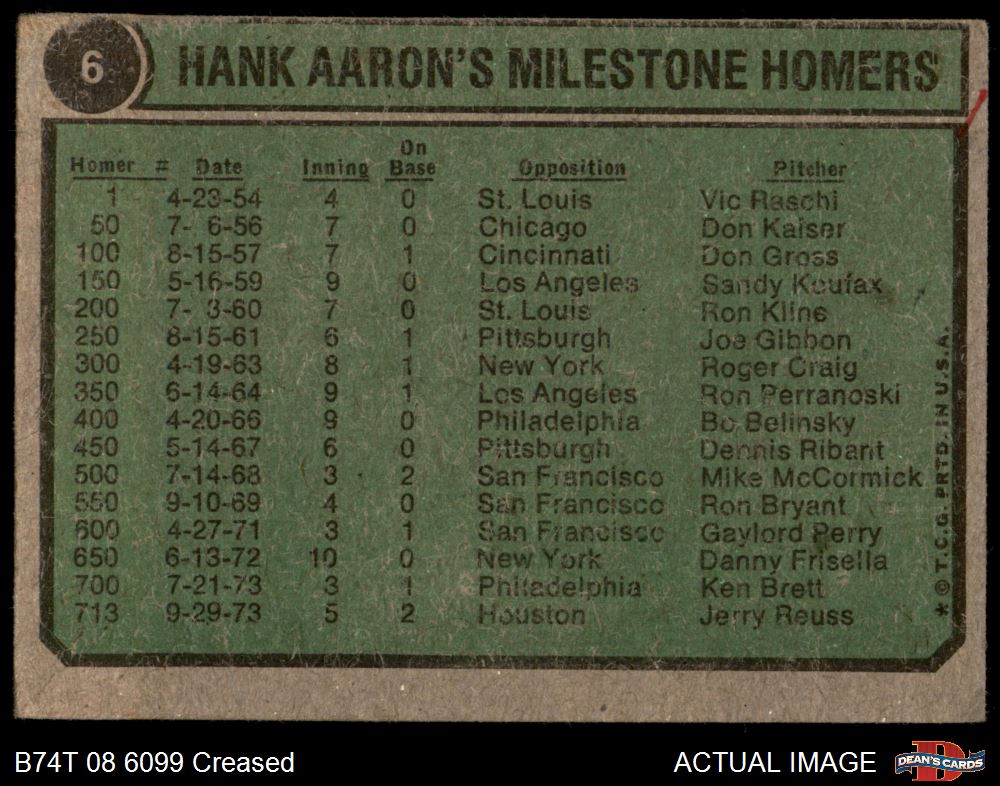 6 HANK AARON'S MILESTONE HOMERS
Homer # Date Inning On Base Opposition Pitcher
1 4-23-54 4 0 St. Louis Vic Raschi
50 7- 6-56 7 0 Chicago Don Kaiser
100 8-15-57 7 1 Cincinnati Don Gross
150 5-16-59 9 0 Los Angeles Sandy Koufax
200 7- 3-60 7 0 St. Louis Ron Kline
250 8-15-61 6 1 Pittsburgh Joe Gibbon
300 4-19-63 8 1 New York Roger Craig
350 6-14-64 9 1 Los Angeles Ron Perranoski
400 4-20-66 9 0 Philadelphia Bo Belinsky
450 5-14-67 6 0 Pittsburgh Dennis Ribant
500 7-14-68 3 2 San Francisco Mike McCormick
550 9-10-69 4 0 San Francisco Ron Bryant
600 4-27-71 3 1 San Francisco Gaylord Perry
650 6-13-72 10 0 New York Danny Frisella
700 7-21-73 3 1 Philadelphia Ken Brett
713 9-29-73 5 2 Houston Jerry Reuss
* © T.C.G. PRTD. IN U.S.A.
B74T 08 6099 Creased ACTUAL IMAGE
D
DEAN'S CARDS